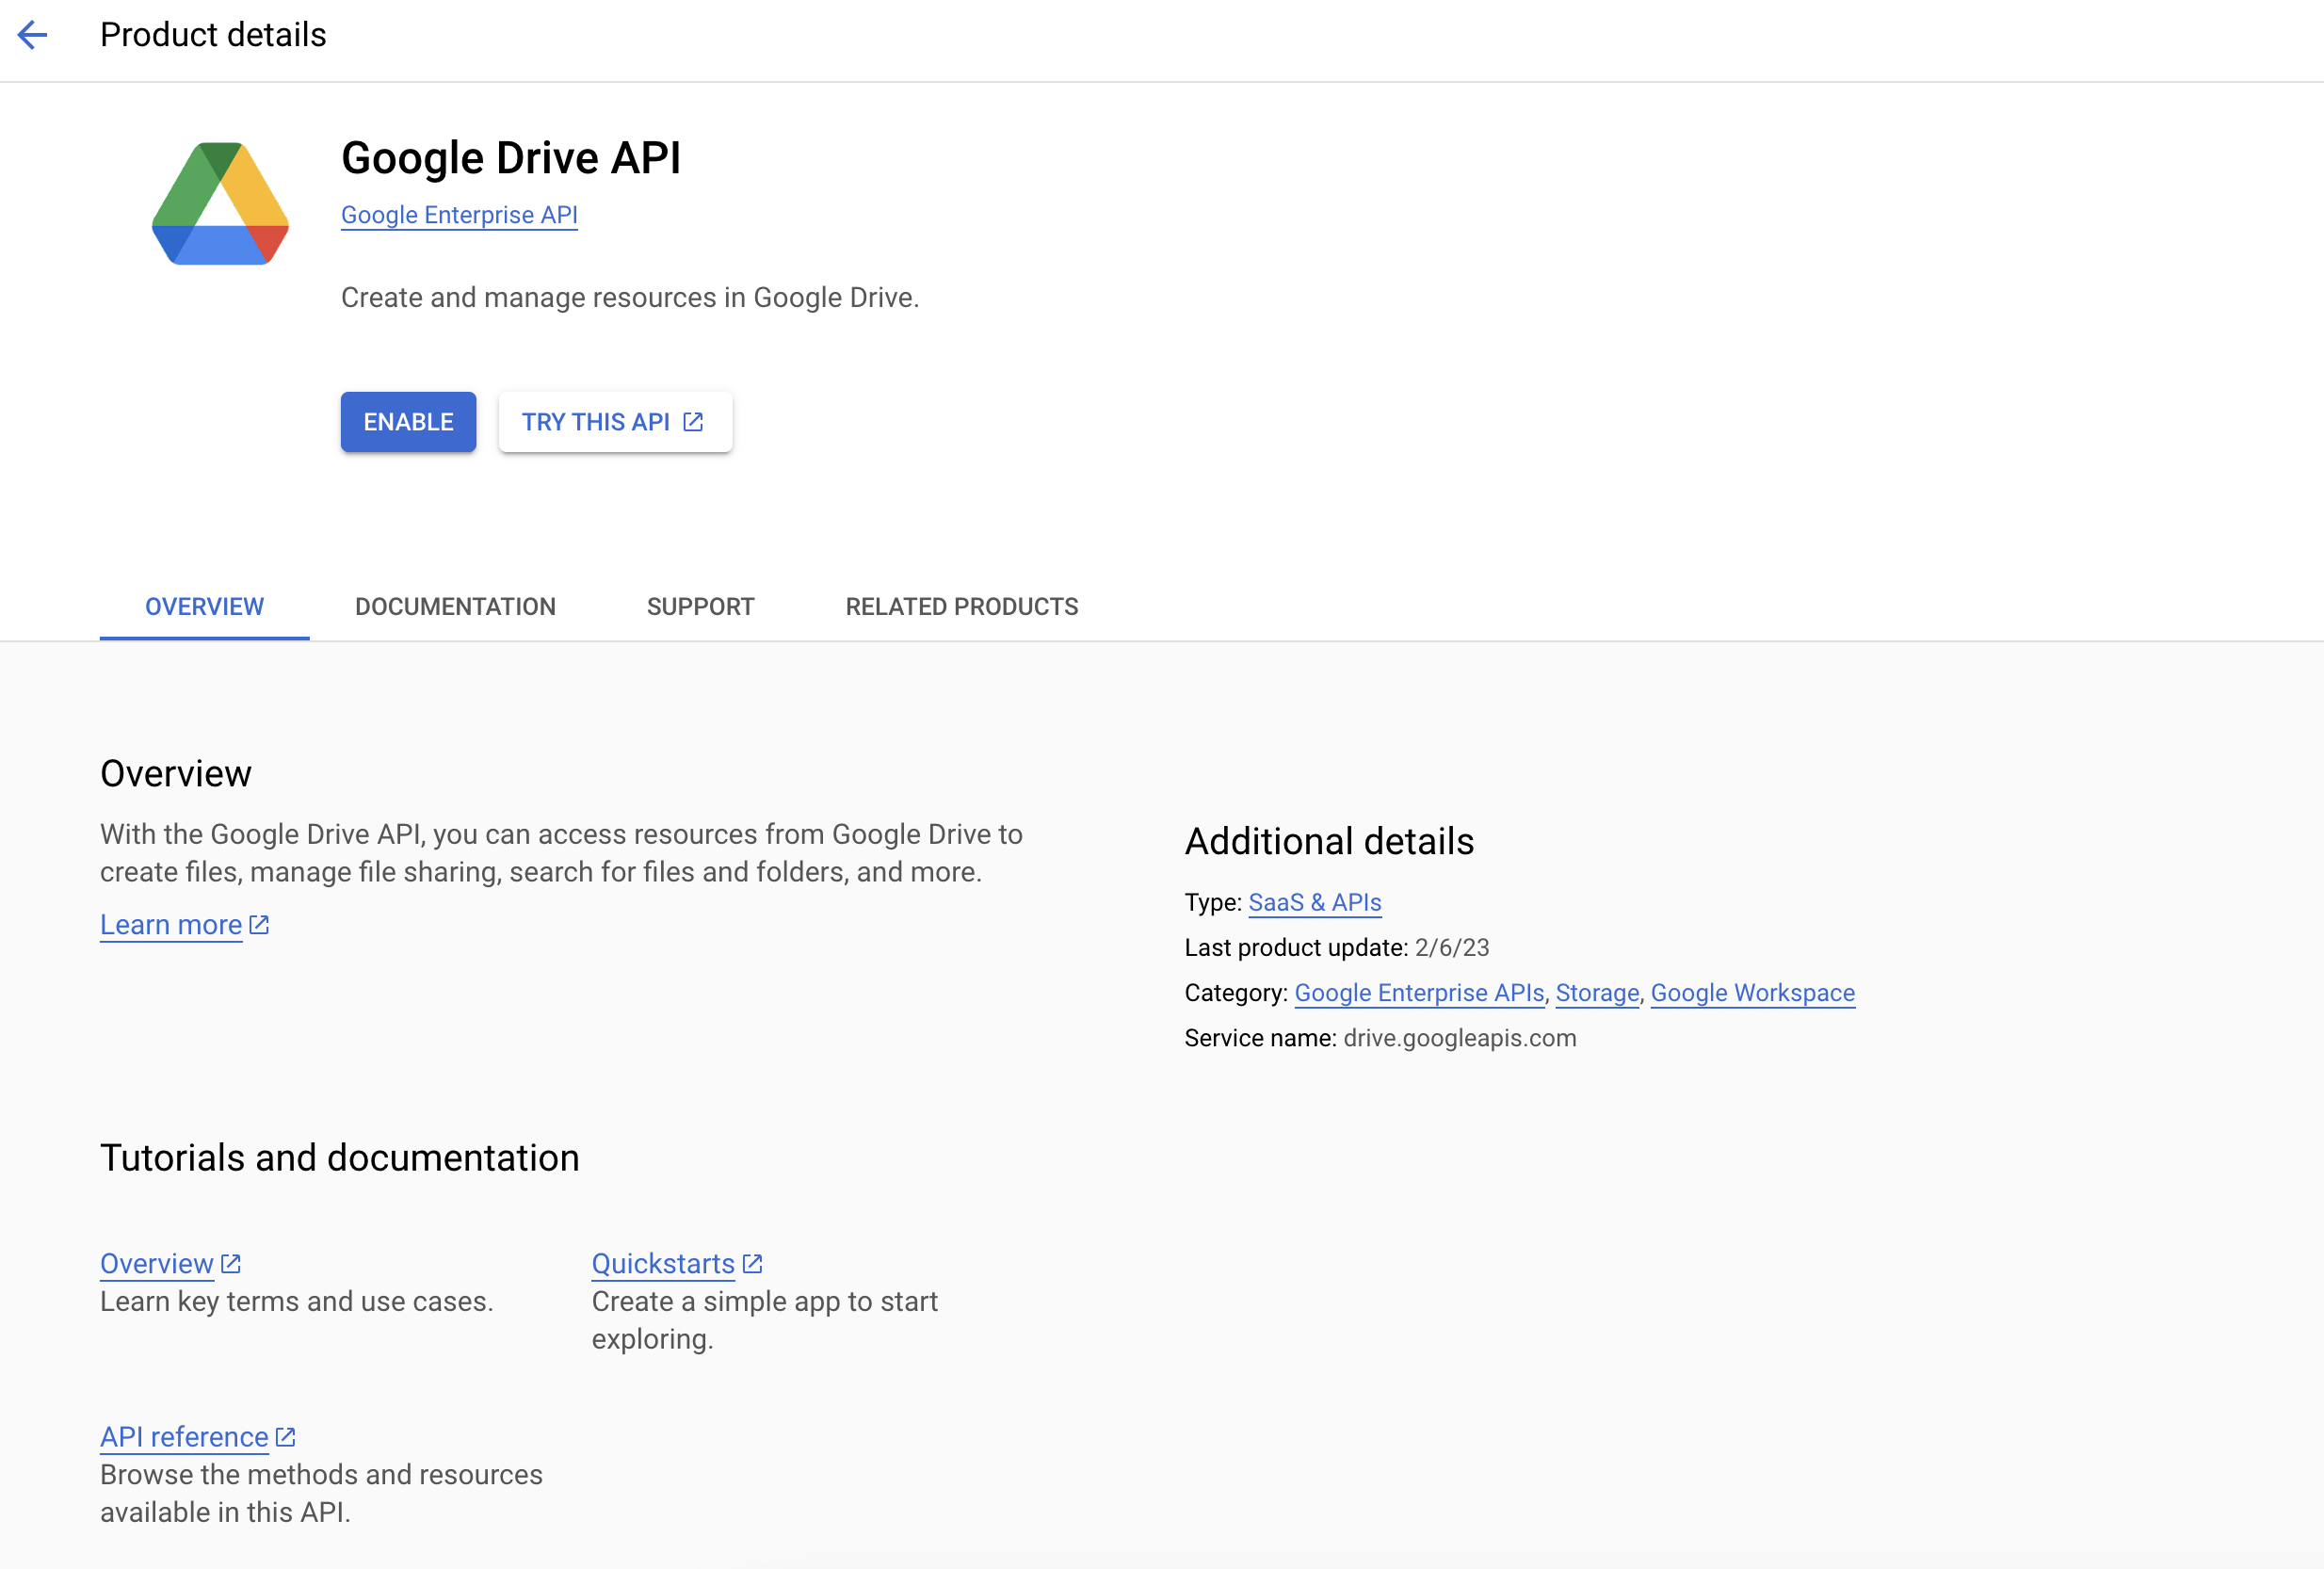 Product details
Google Drive API
Google Enterprise API
Create and manage resources in Google Drive.
ENABLE
TRY THIS API
OVERVIEW
DOCUMENTATION
SUPPORT
RELATED PRODUCTS
Overview
With the Google Drive API, you can access resources from Google Drive to
create files, manage file sharing, search for files and folders, and more.
Learn more
Additional details
Type: SaaS & APIs
Last product update: 2/6/23
Category: Google Enterprise APIs, Storage, Google Workspace
Service name: drive.googleapis.com
Tutorials and documentation
Overview
Learn key terms and use cases.
Quickstarts
Create a simple app to start
exploring.
API reference
Browse the methods and resources
available in this API.